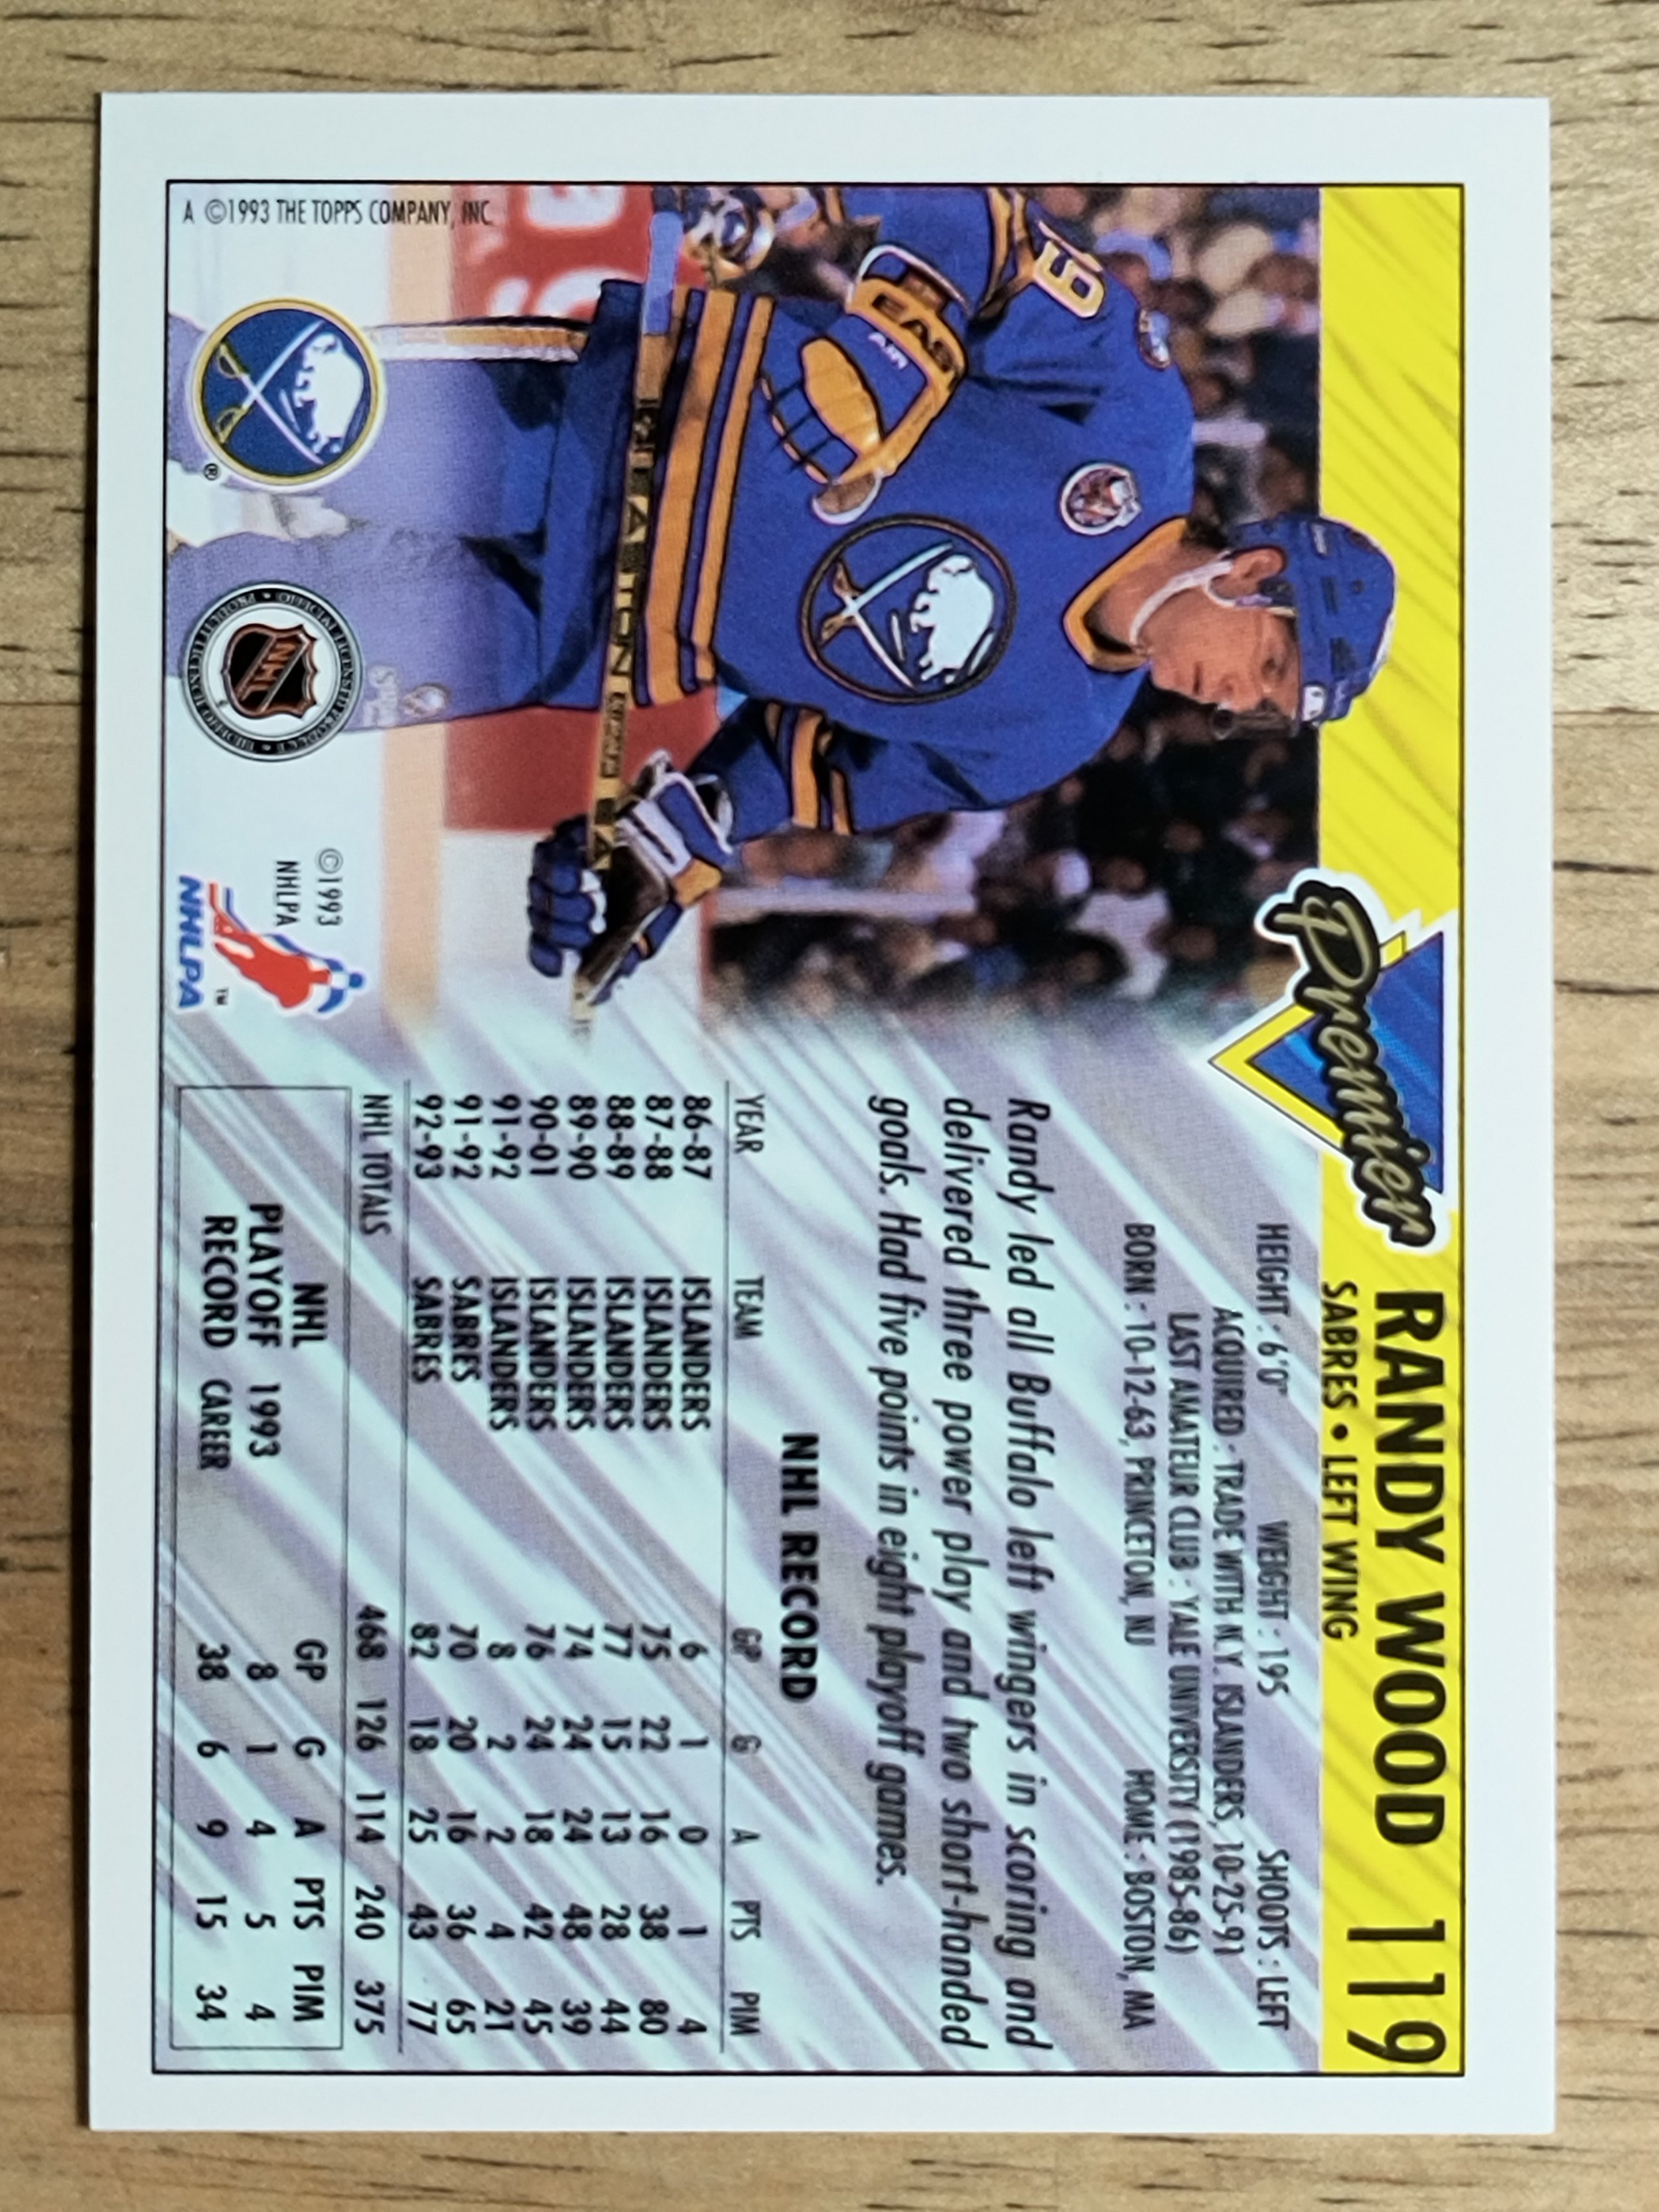 Premier
RANDY WOOD 119
SABRES • LEFT WING
HEIGHT : 6'0" WEIGHT : 195 SHOOTS : LEFT
ACQUIRED : TRADE WITH N.Y. ISLANDERS, 10-25-91
LAST AMATEUR CLUB : YALE UNIVERSITY (1985-86)
BORN : 10-12-63, PRINCETON, NJ HOME : BOSTON, MA
Randy led all Buffalo left wingers in scoring and
delivered three power play and two short-handed
goals. Had five points in eight playoff games.
NHL RECORD
YEAR TEAM GP G A PTS PIM
86-87 ISLANDERS 6 1 0 1 4
87-88 ISLANDERS 75 22 16 38 80
88-89 ISLANDERS 77 15 13 28 44
89-90 ISLANDERS 74 24 24 48 39
90-01 ISLANDERS 76 24 18 42 45
91-92 ISLANDERS 8 2 2 4 21
91-92 SABRES 70 20 16 36 65
92-93 SABRES 82 18 25 43 77
NHL TOTALS 468 126 114 240 375
NHL GP G A PTS PIM
PLAYOFF 1993 8 1 4 5 4
RECORD CAREER 38 6 9 15 34
19
EAS
AIR
EASTON
A ©1993 THE TOPPS COMPANY, INC.
®
NHL
©1993
NHLPA
NHLPA
™